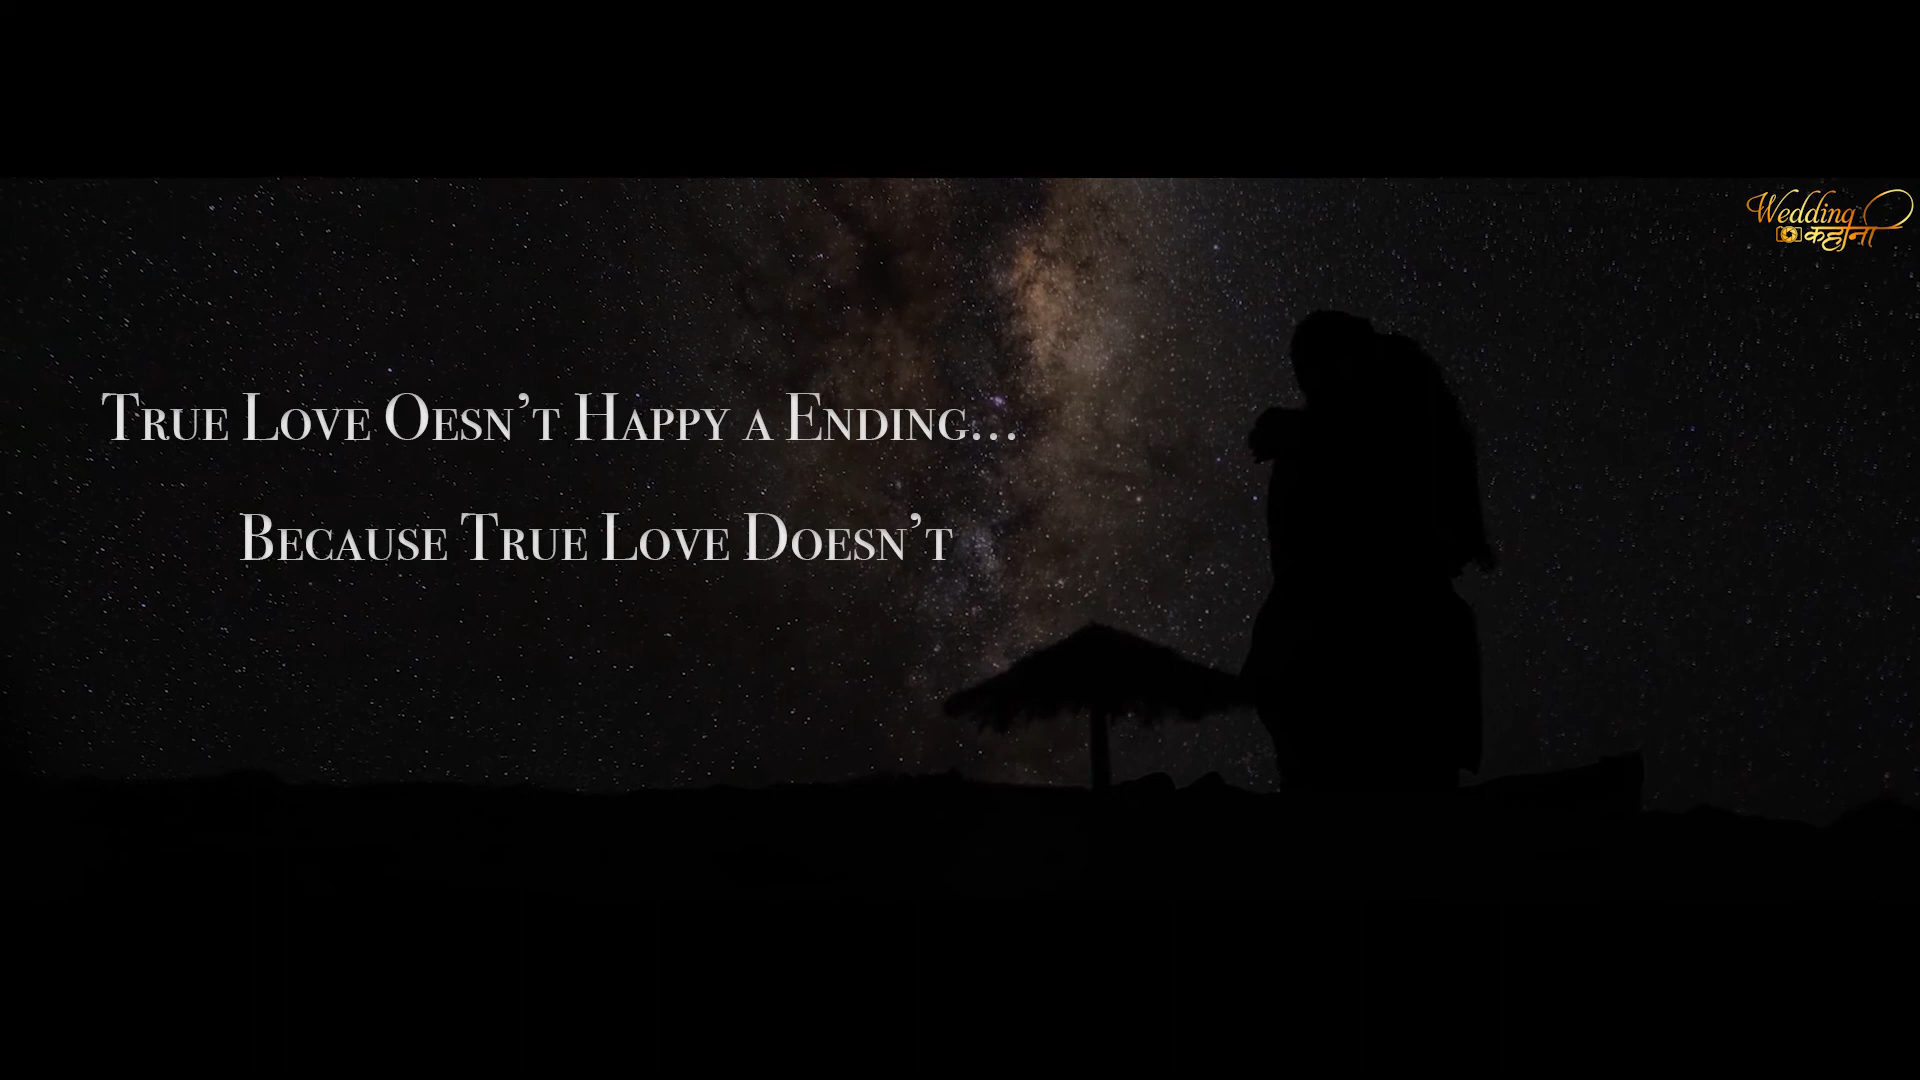 Wedding
कहानी
True Love Oesn't Happy a Ending...
Because True Love Doesn't